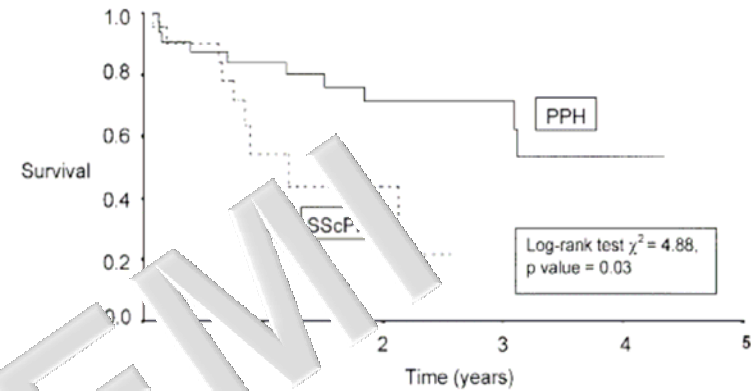 1.0
0.8
PPH
0.6
Survival
0.4
SScP
Log-rank test χ² = 4.88,
p value = 0.03
0.2
0.0
2
3
4
5
Time (years)